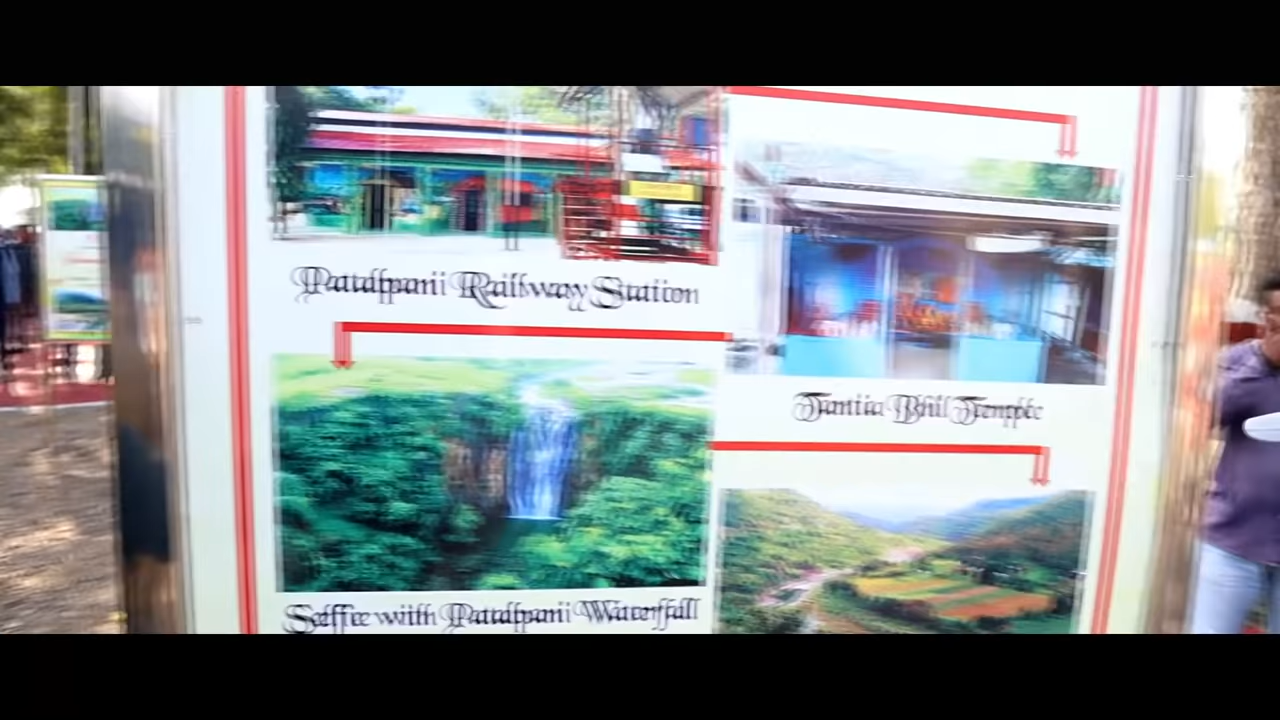 Patalpani Railway Station
Tantia Bhil Temple
Selfie with Patalpani Waterfall